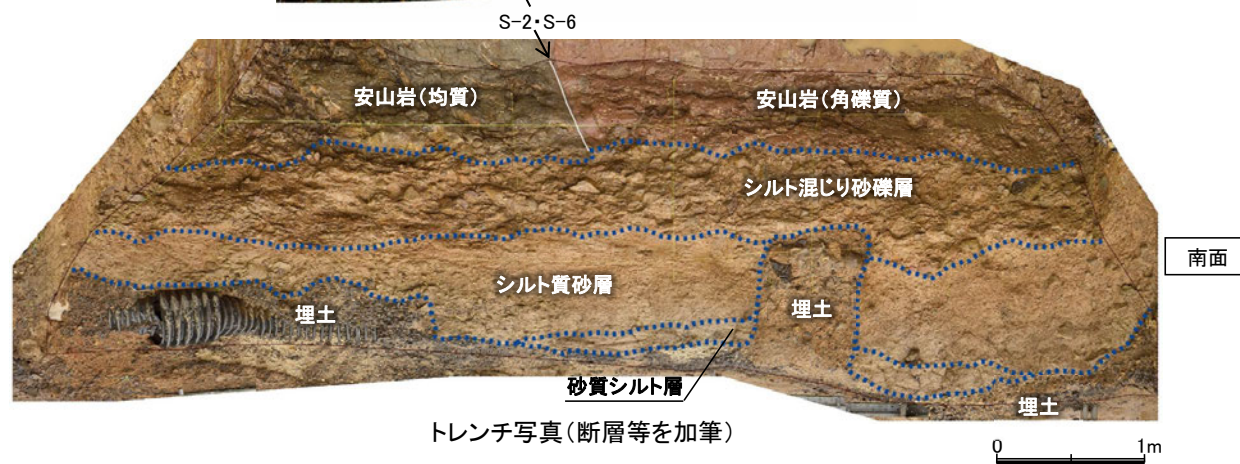 S-2・S-6
安山岩(均質)
安山岩(角礫質)
シルト混じり砂礫層
南面
シルト質砂層
埋土
埋土
砂質シルト層
埋土
トレンチ写真(断層等を加筆)
0 1m